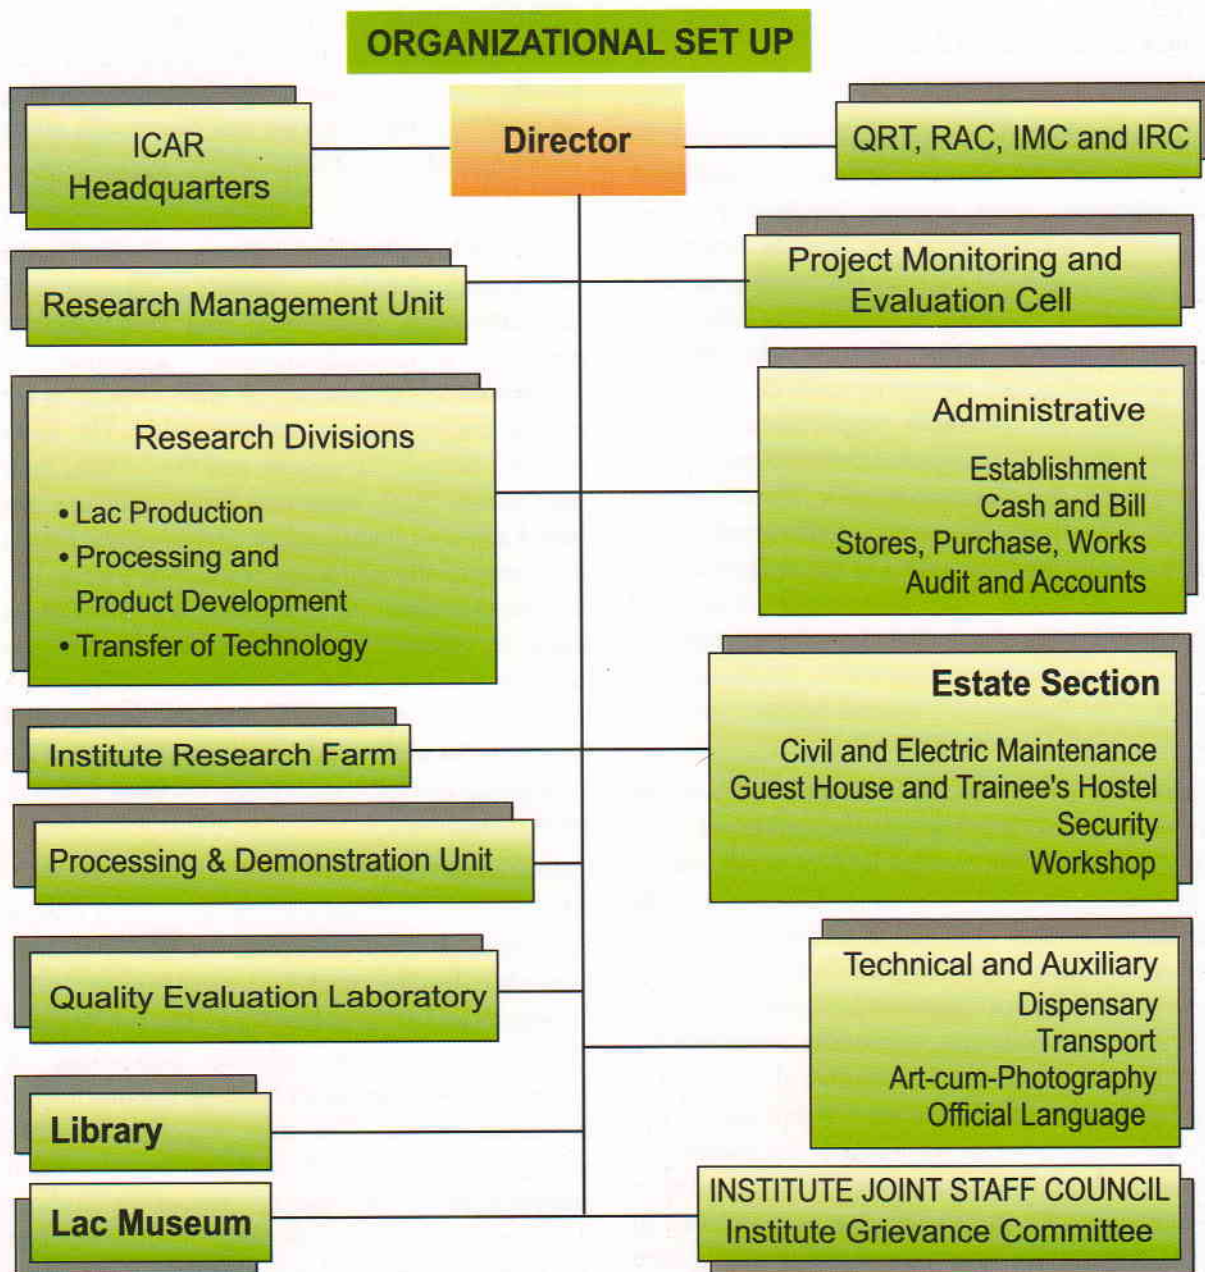 ORGANIZATIONAL SET UP
ICAR
Headquarters
Director
QRT, RAC, IMC and IRC
Research Management Unit
Project Monitoring and
Evaluation Cell
Research Divisions
• Lac Production
• Processing and
Product Development
• Transfer of Technology
Administrative
Establishment
Cash and Bill
Stores, Purchase, Works
Audit and Accounts
Institute Research Farm
Estate Section
Civil and Electric Maintenance
Guest House and Trainee's Hostel
Security
Workshop
Processing & Demonstration Unit
Quality Evaluation Laboratory
Technical and Auxiliary
Dispensary
Transport
Art-cum-Photography
Official Language
Library
Lac Museum
INSTITUTE JOINT STAFF COUNCIL
Institute Grievance Committee